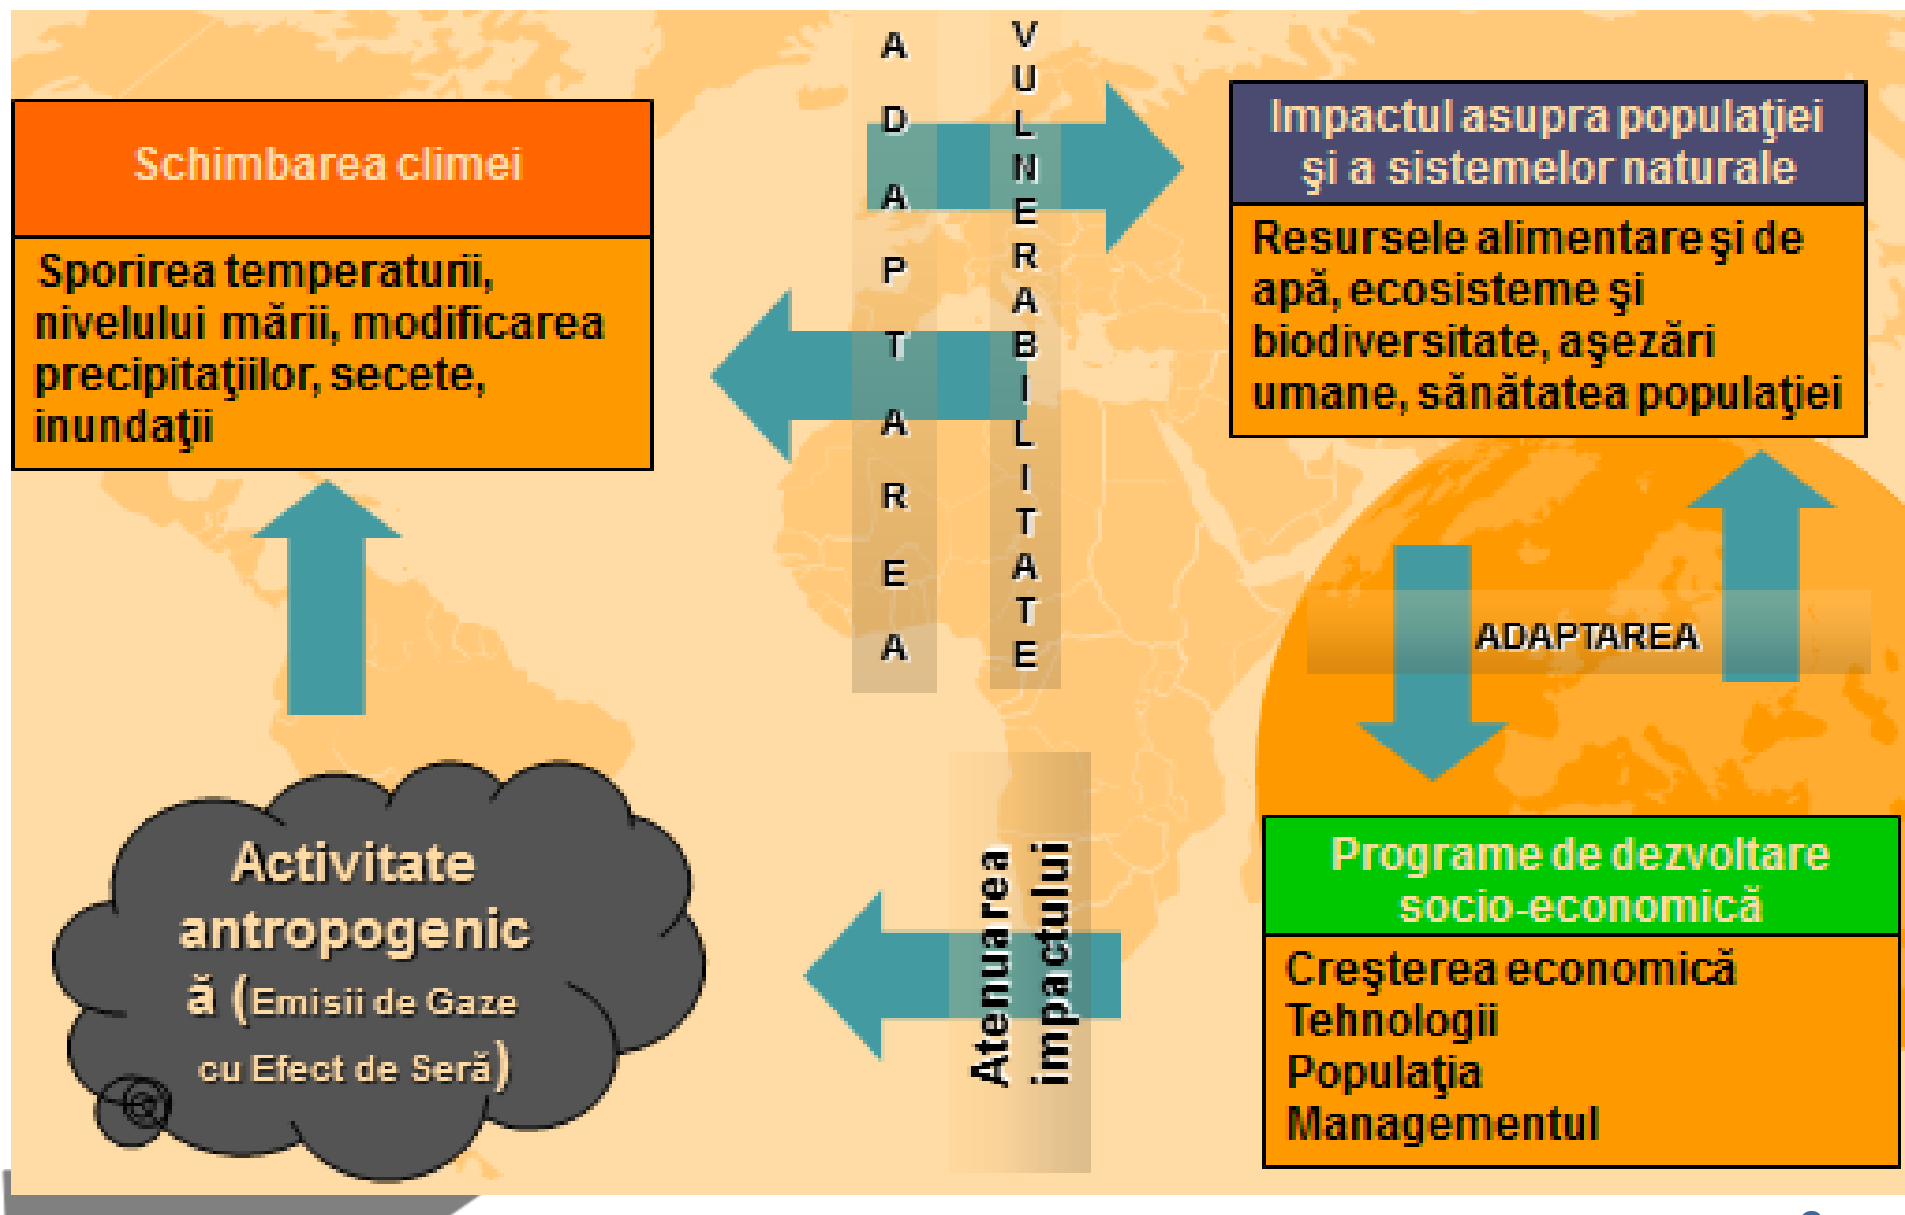 Schimbarea climei
Sporirea temperaturii,
nivelului mării, modificarea
precipitaţiilor, secete,
inundaţii
ADAPTAREA
VULNERABILITATE
Impactul asupra populaţiei
şi a sistemelor naturale
Resursele alimentare şi de
apă, ecosisteme şi
biodiversitate, aşezări
umane, sănătatea populaţiei
ADAPTAREA
Activitate
antropogenic
ă (Emisii de Gaze
cu Efect de Seră)
Atenuarea
impactului
Programe de dezvoltare
socio-economică
Creşterea economică
Tehnologii
Populaţia
Managementul